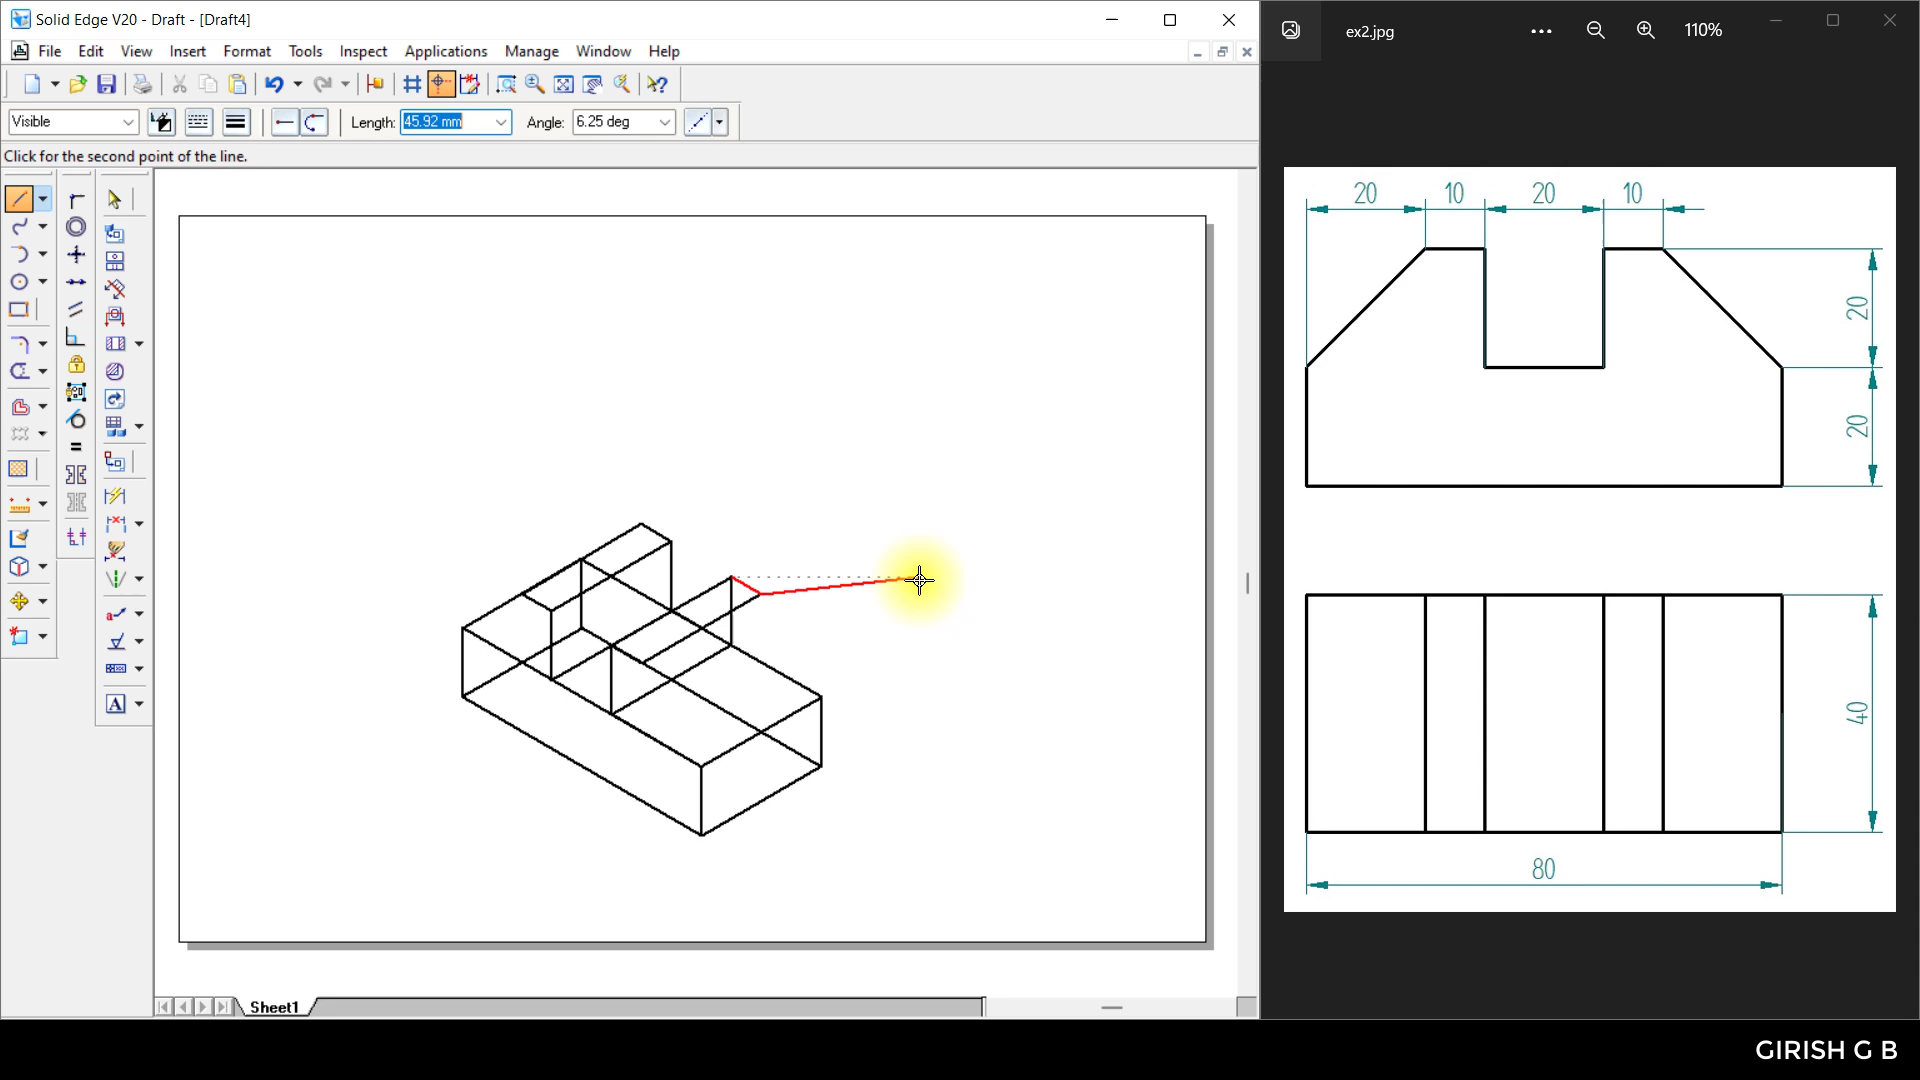 Solid Edge V20 - Draft - [Draft4]
File Edit View Insert Format Tools Inspect Applications Manage Window Help
Visible
Length: 45.92 mm
Angle: 6.25 deg
Click for the second point of the line.
A
Sheet1
ex2.jpg
110%
20 10 20 10
20
20
40
80
GIRISH G B